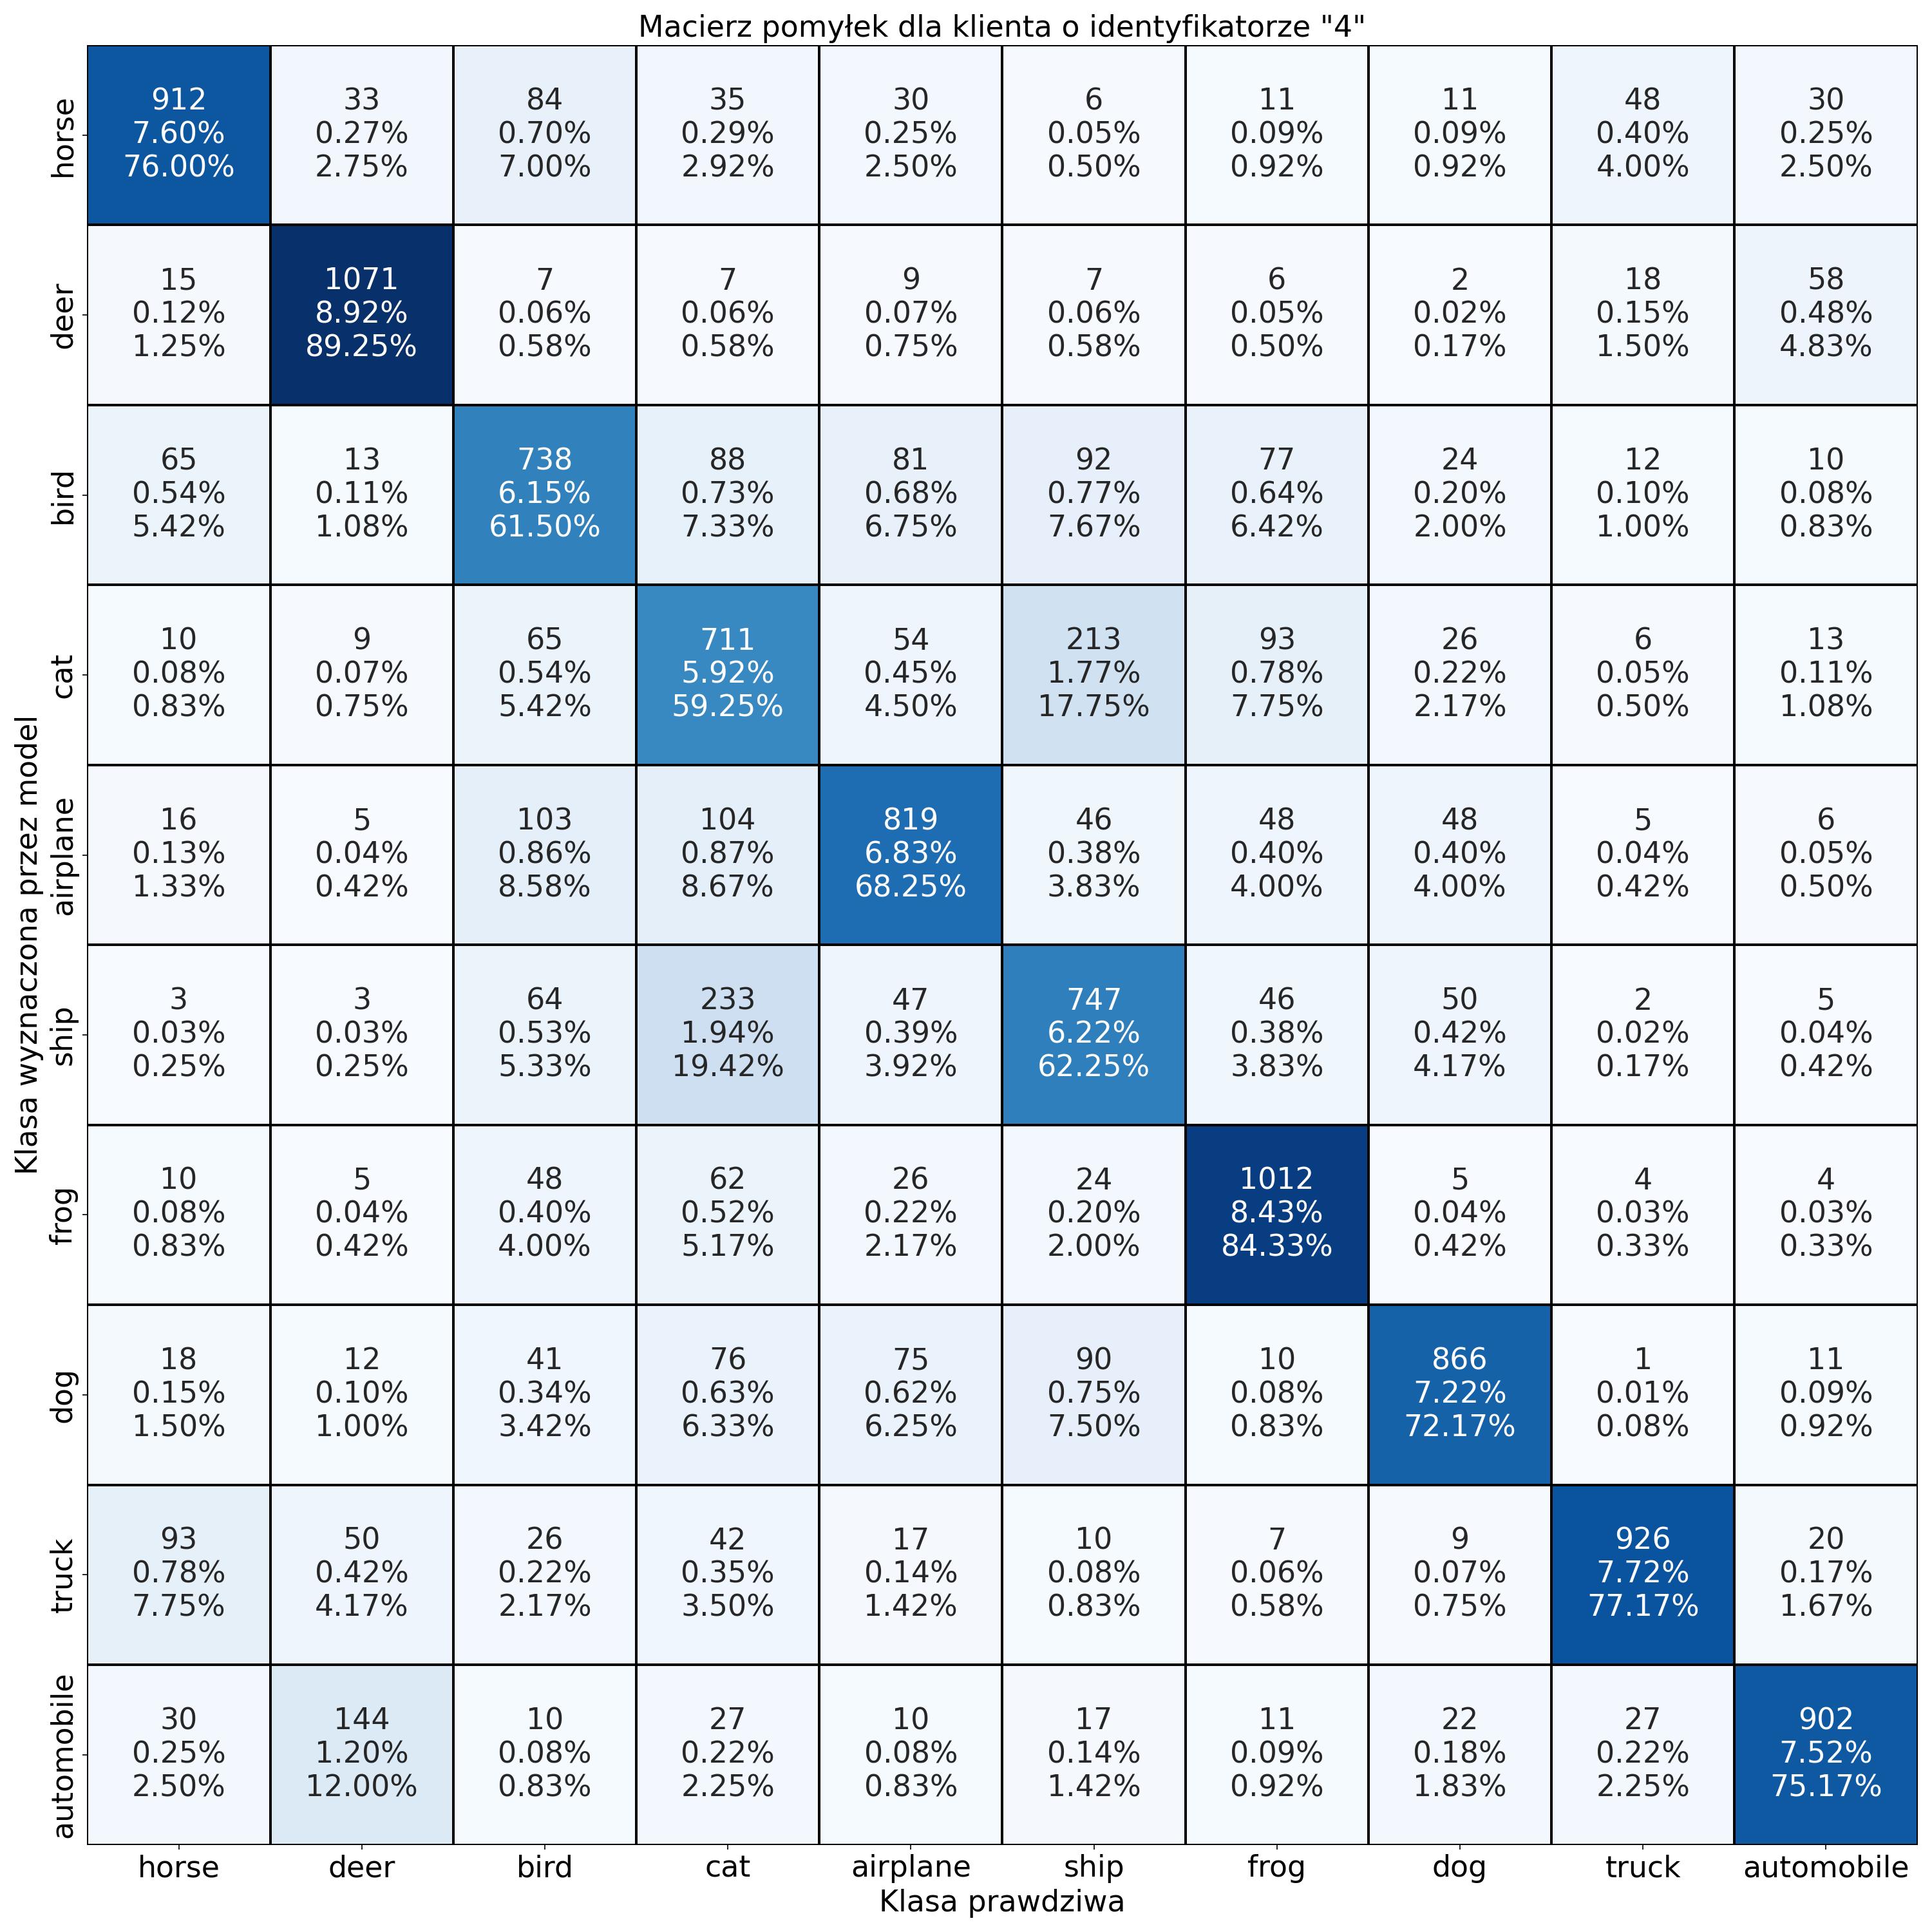 Macierz pomyłek dla klienta o identyfikatorze "4"
Klasa wyznaczona przez model
horse
912 33 84 35 30 6 11 11 48 30
7.60% 0.27% 0.70% 0.29% 0.25% 0.05% 0.09% 0.09% 0.40% 0.25%
76.00% 2.75% 7.00% 2.92% 2.50% 0.50% 0.92% 0.92% 4.00% 2.50%
deer
15 1071 7 7 9 7 6 2 18 58
0.12% 8.92% 0.06% 0.06% 0.07% 0.06% 0.05% 0.02% 0.15% 0.48%
1.25% 89.25% 0.58% 0.58% 0.75% 0.58% 0.50% 0.17% 1.50% 4.83%
bird
65 13 738 88 81 92 77 24 12 10
0.54% 0.11% 6.15% 0.73% 0.68% 0.77% 0.64% 0.20% 0.10% 0.08%
5.42% 1.08% 61.50% 7.33% 6.75% 7.67% 6.42% 2.00% 1.00% 0.83%
cat
10 9 65 711 54 213 93 26 6 13
0.08% 0.07% 0.54% 5.92% 0.45% 1.77% 0.78% 0.22% 0.05% 0.11%
0.83% 0.75% 5.42% 59.25% 4.50% 17.75% 7.75% 2.17% 0.50% 1.08%
airplane
16 5 103 104 819 46 48 48 5 6
0.13% 0.04% 0.86% 0.87% 6.83% 0.38% 0.40% 0.40% 0.04% 0.05%
1.33% 0.42% 8.58% 8.67% 68.25% 3.83% 4.00% 4.00% 0.42% 0.50%
ship
3 3 64 233 47 747 46 50 2 5
0.03% 0.03% 0.53% 1.94% 0.39% 6.22% 0.38% 0.42% 0.02% 0.04%
0.25% 0.25% 5.33% 19.42% 3.92% 62.25% 3.83% 4.17% 0.17% 0.42%
frog
10 5 48 62 26 24 1012 5 4 4
0.08% 0.04% 0.40% 0.52% 0.22% 0.20% 8.43% 0.04% 0.03% 0.03%
0.83% 0.42% 4.00% 5.17% 2.17% 2.00% 84.33% 0.42% 0.33% 0.33%
dog
18 12 41 76 75 90 10 866 1 11
0.15% 0.10% 0.34% 0.63% 0.62% 0.75% 0.08% 7.22% 0.01% 0.09%
1.50% 1.00% 3.42% 6.33% 6.25% 7.50% 0.83% 72.17% 0.08% 0.92%
truck
93 50 26 42 17 10 7 9 926 20
0.78% 0.42% 0.22% 0.35% 0.14% 0.08% 0.06% 0.07% 7.72% 0.17%
7.75% 4.17% 2.17% 3.50% 1.42% 0.83% 0.58% 0.75% 77.17% 1.67%
automobile
30 144 10 27 10 17 11 22 27 902
0.25% 1.20% 0.08% 0.22% 0.08% 0.14% 0.09% 0.18% 0.22% 7.52%
2.50% 12.00% 0.83% 2.25% 0.83% 1.42% 0.92% 1.83% 2.25% 75.17%
horse deer bird cat airplane ship frog dog truck automobile
Klasa prawdziwa